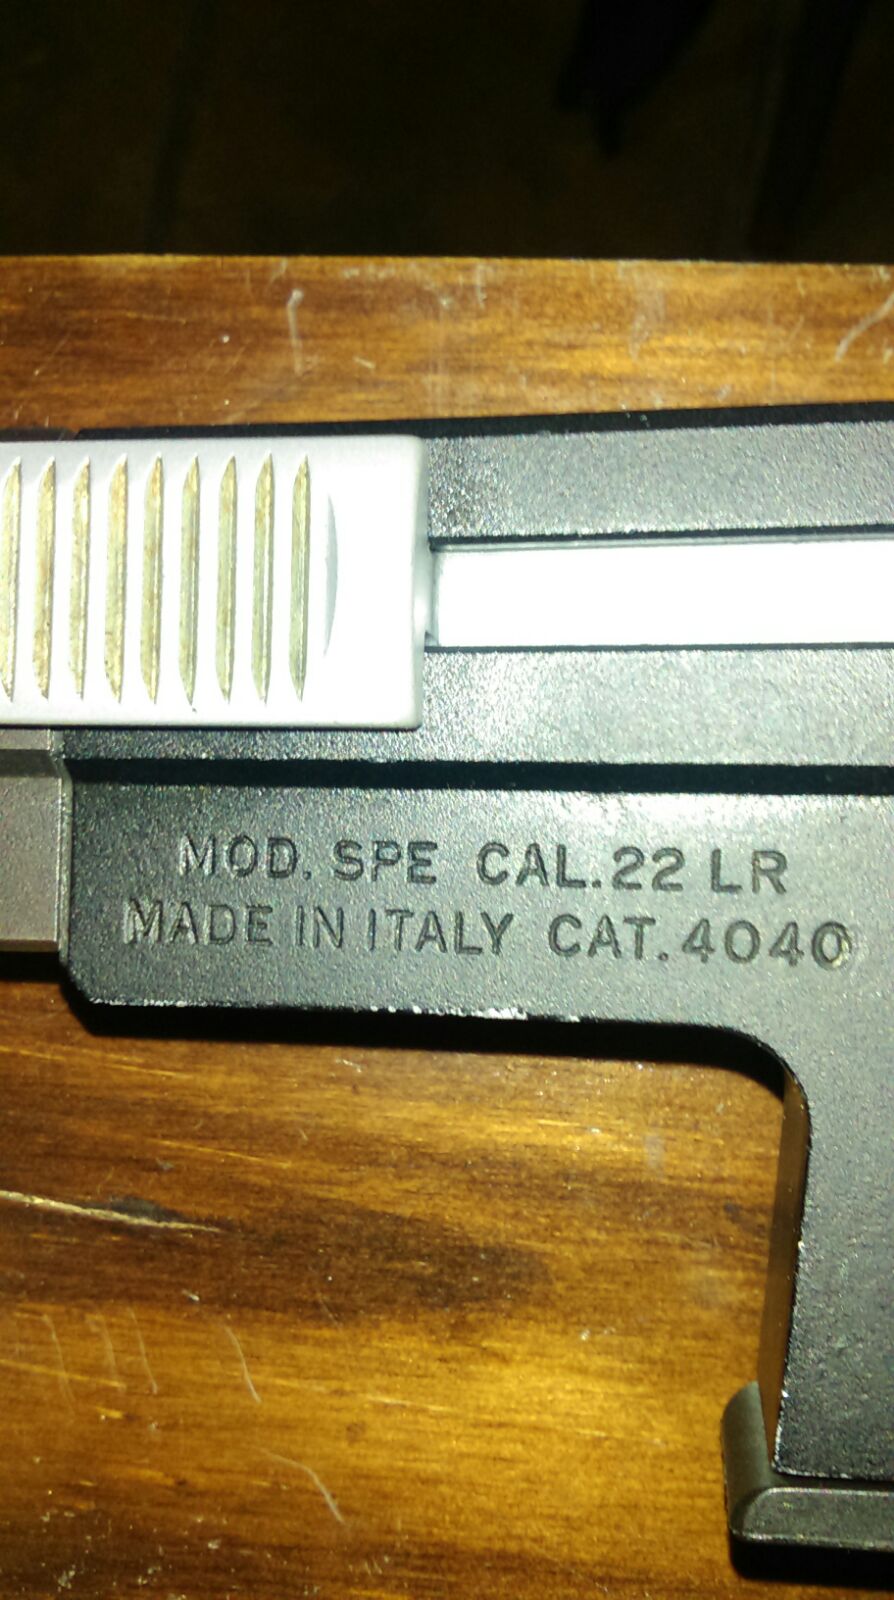 MOD. SPE CAL.22 LR
MADE IN ITALY CAT.4040